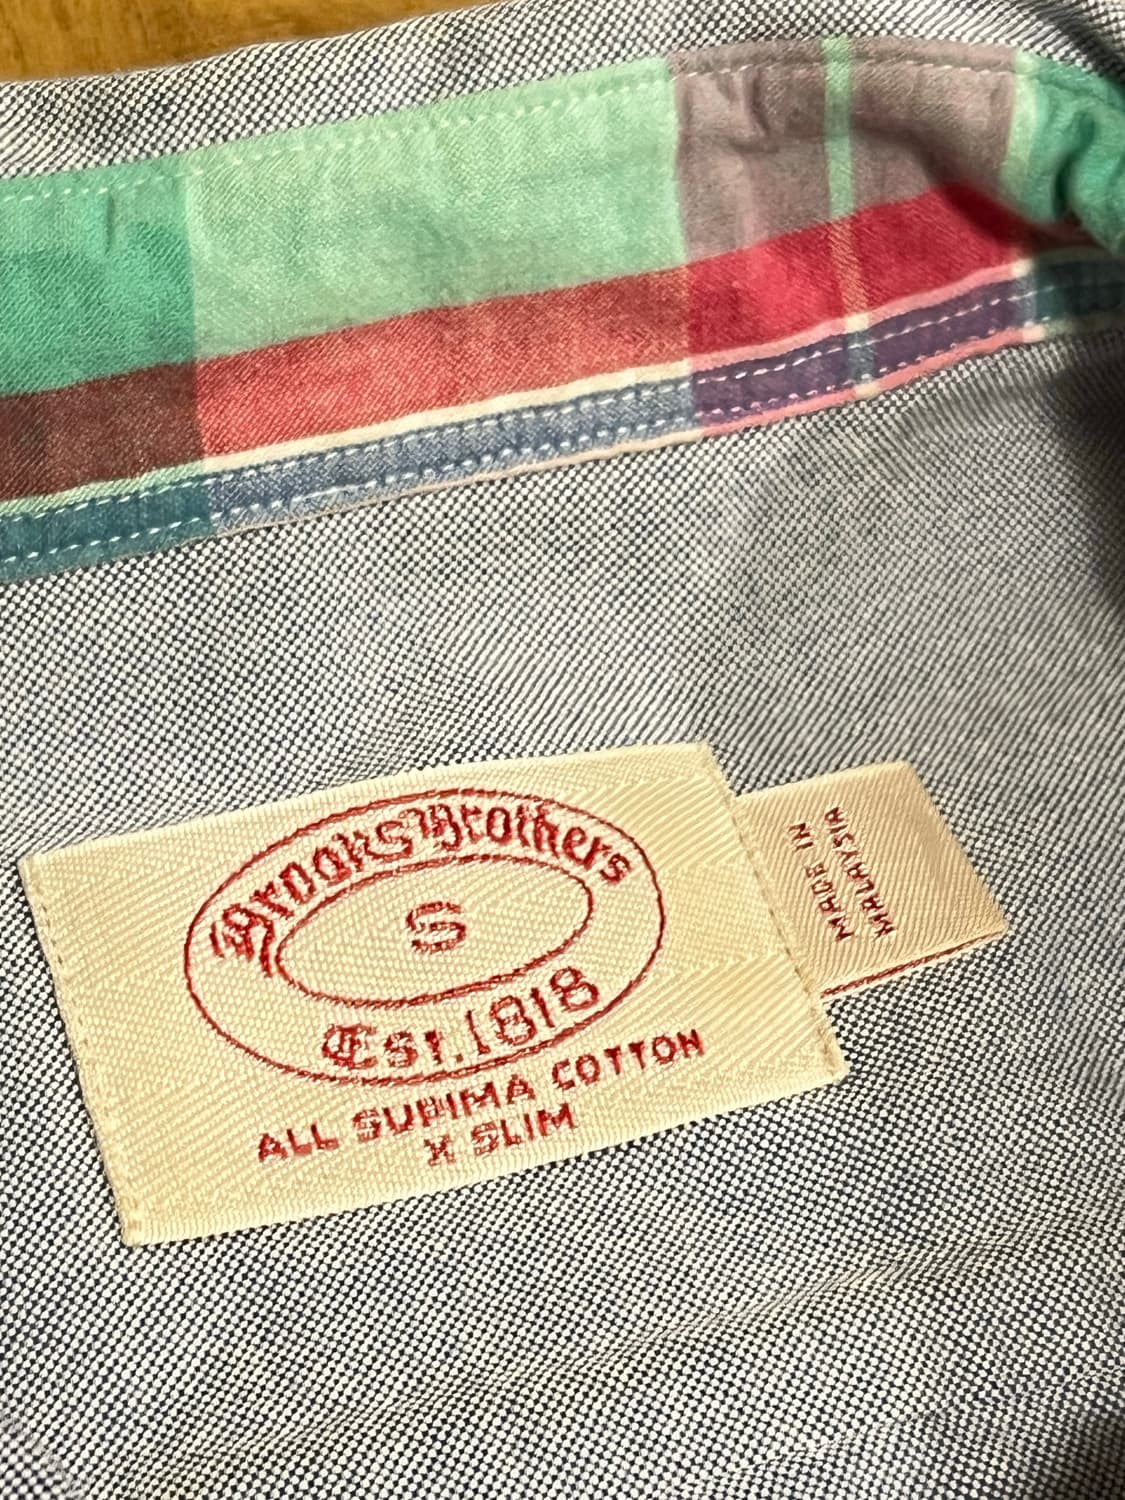 Brooks Brothers
S
Est. 1818
ALL SUPIMA COTTON
X SLIM
MADE IN
MALAYSIA